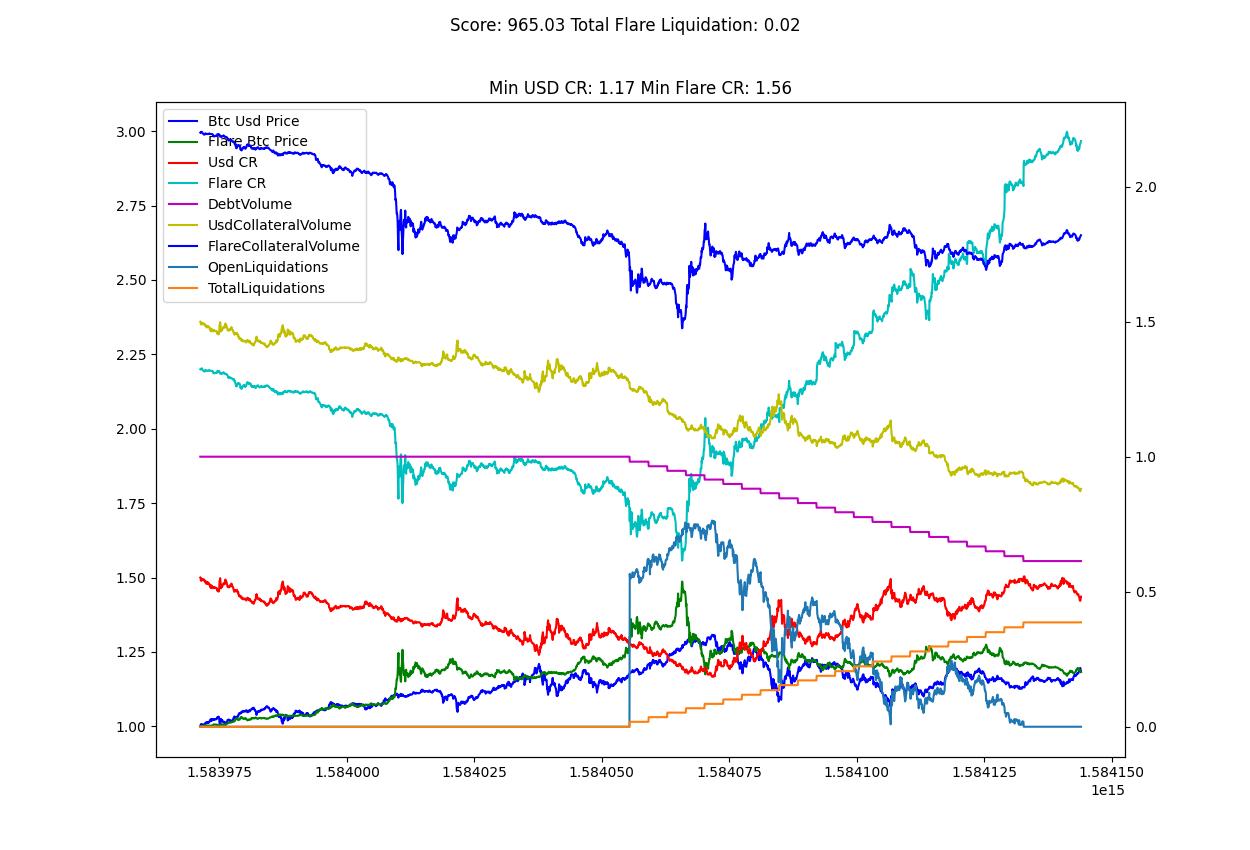 Score: 965.03 Total Flare Liquidation: 0.02
Min USD CR: 1.17 Min Flare CR: 1.56
Btc Usd Price
Flare Btc Price
Usd CR
Flare CR
DebtVolume
UsdCollateralVolume
FlareCollateralVolume
OpenLiquidations
TotalLiquidations
3.00
2.75
2.50
2.25
2.00
1.75
1.50
1.25
1.00
2.0
1.5
1.0
0.5
0.0
1.583975 1.584000 1.584025 1.584050 1.584075 1.584100 1.584125 1.584150
1e15